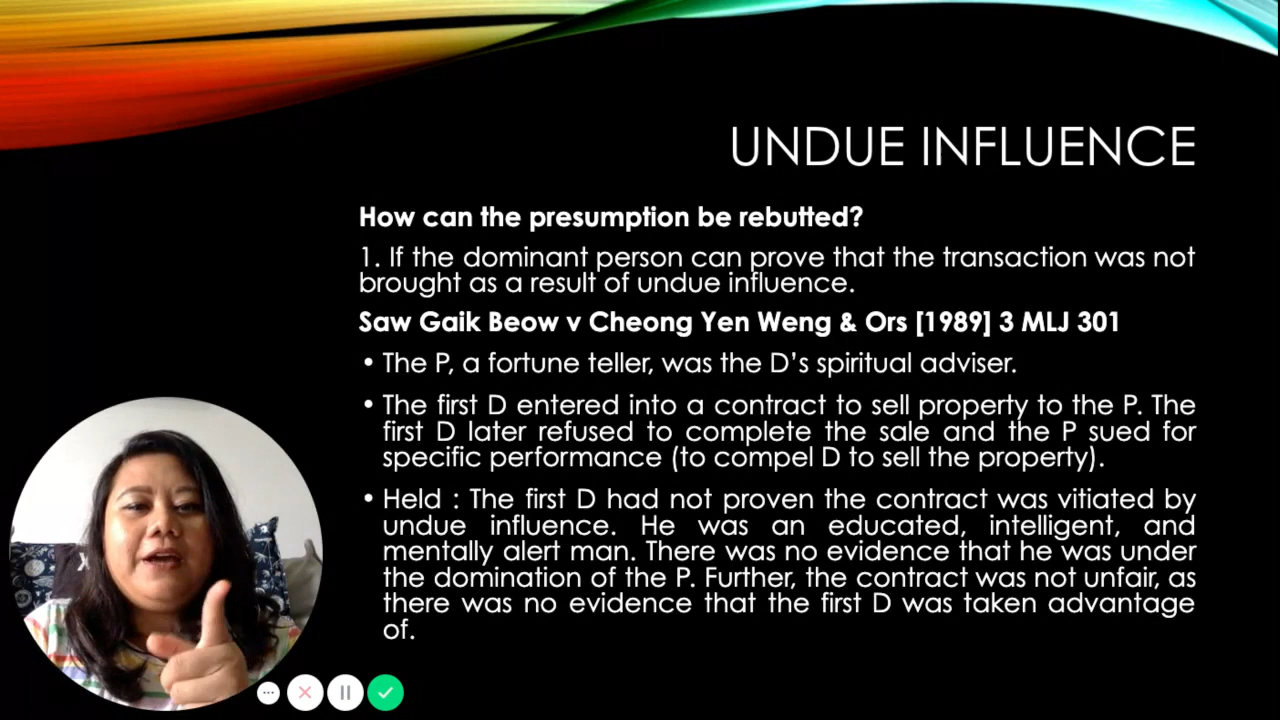 UNDUE INFLUENCE
How can the presumption be rebutted?
1. If the dominant person can prove that the transaction was not
brought as a result of undue influence.
Saw Gaik Beow v Cheong Yen Weng & Ors [1989] 3 MLJ 301
• The P, a fortune teller, was the D's spiritual adviser.
• The first D entered into a contract to sell property to the P. The
first D later refused to complete the sale and the P sued for
specific performance (to compel D to sell the property).
• Held : The first D had not proven the contract was vitiated by
undue influence. He was an educated, intelligent, and
mentally alert man. There was no evidence that he was under
the domination of the P. Further, the contract was not unfair, as
there was no evidence that the first D was taken advantage
of.